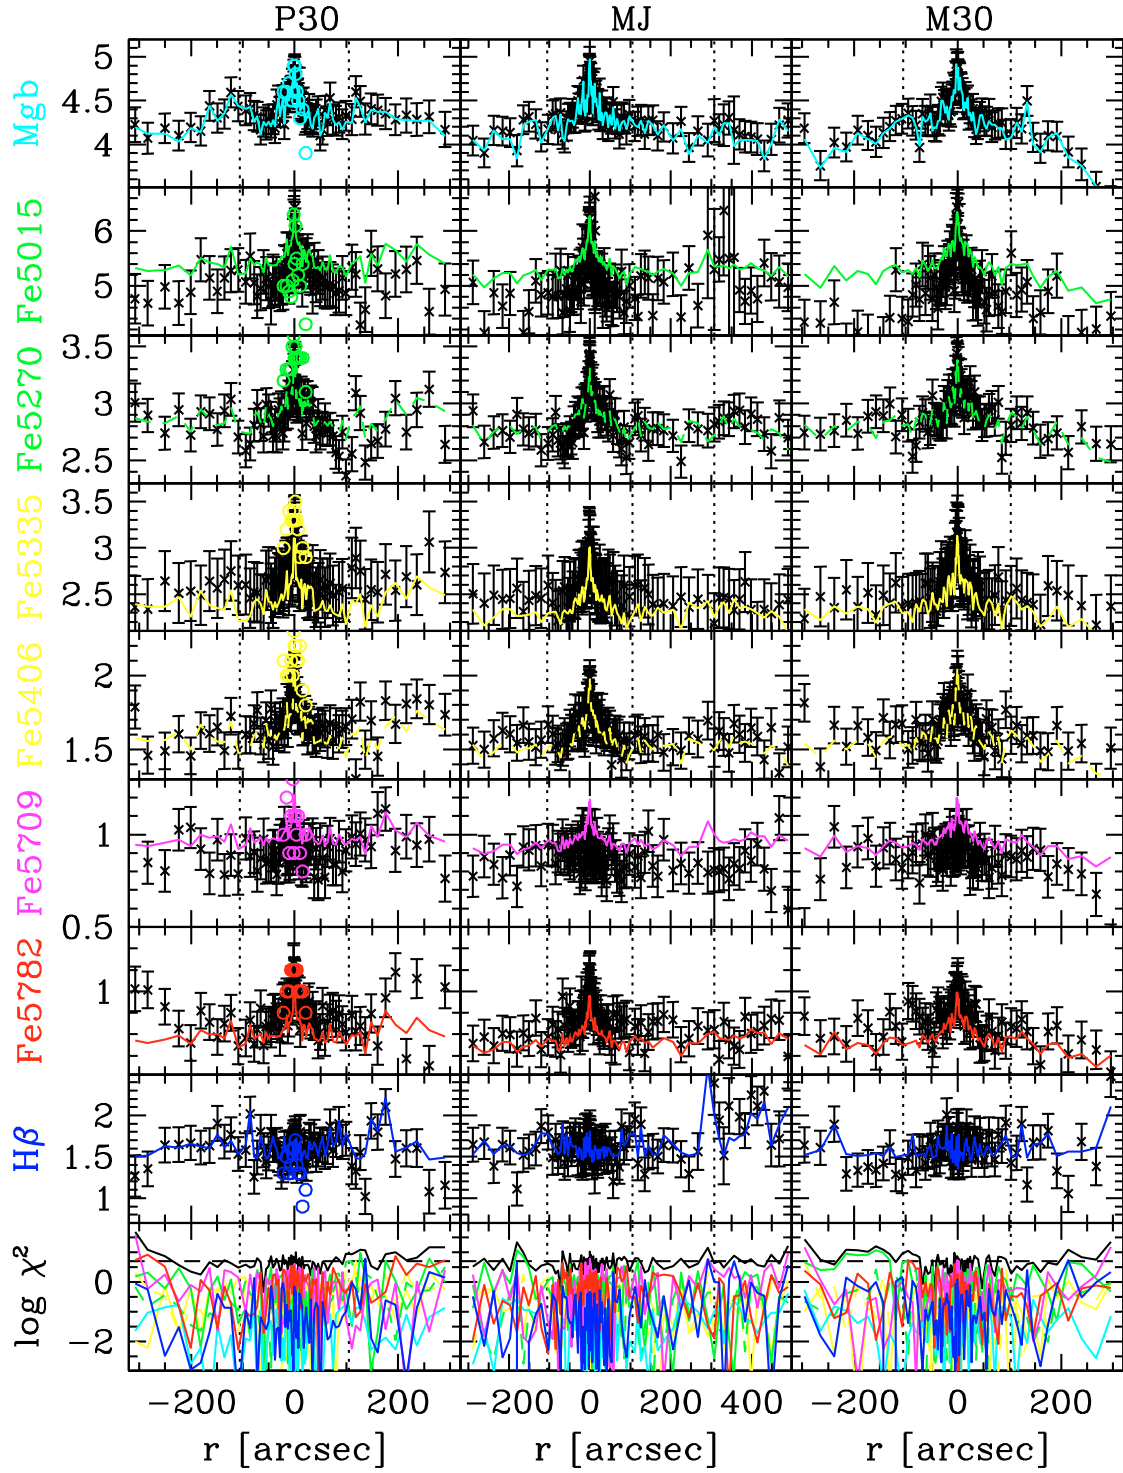 P30 MJ M30
Mgb 5 4.5 4
Fe5015 6 5
Fe5270 3.5 3 2.5
Fe5335 3.5 3 2.5
Fe5406 2 1.5
Fe5709 1 0.5
Fe5782 1
Hβ 2 1.5 1
log χ² 0 −2
−200 0 200 −200 0 200 400 −200 0 200
r [arcsec] r [arcsec] r [arcsec]